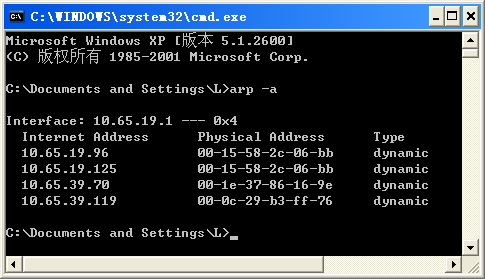 C:\WINDOWS\system32\cmd.exe
Microsoft Windows XP [版本 5.1.2600]
(C) 版权所有 1985-2001 Microsoft Corp.
C:\Documents and Settings\L>arp -a
Interface: 10.65.19.1 --- 0x4
Internet Address Physical Address Type
10.65.19.96 00-15-58-2c-06-bb dynamic
10.65.19.125 00-15-58-2c-06-bb dynamic
10.65.39.70 00-1e-37-86-16-9e dynamic
10.65.39.119 00-0c-29-b3-ff-76 dynamic
C:\Documents and Settings\L>_